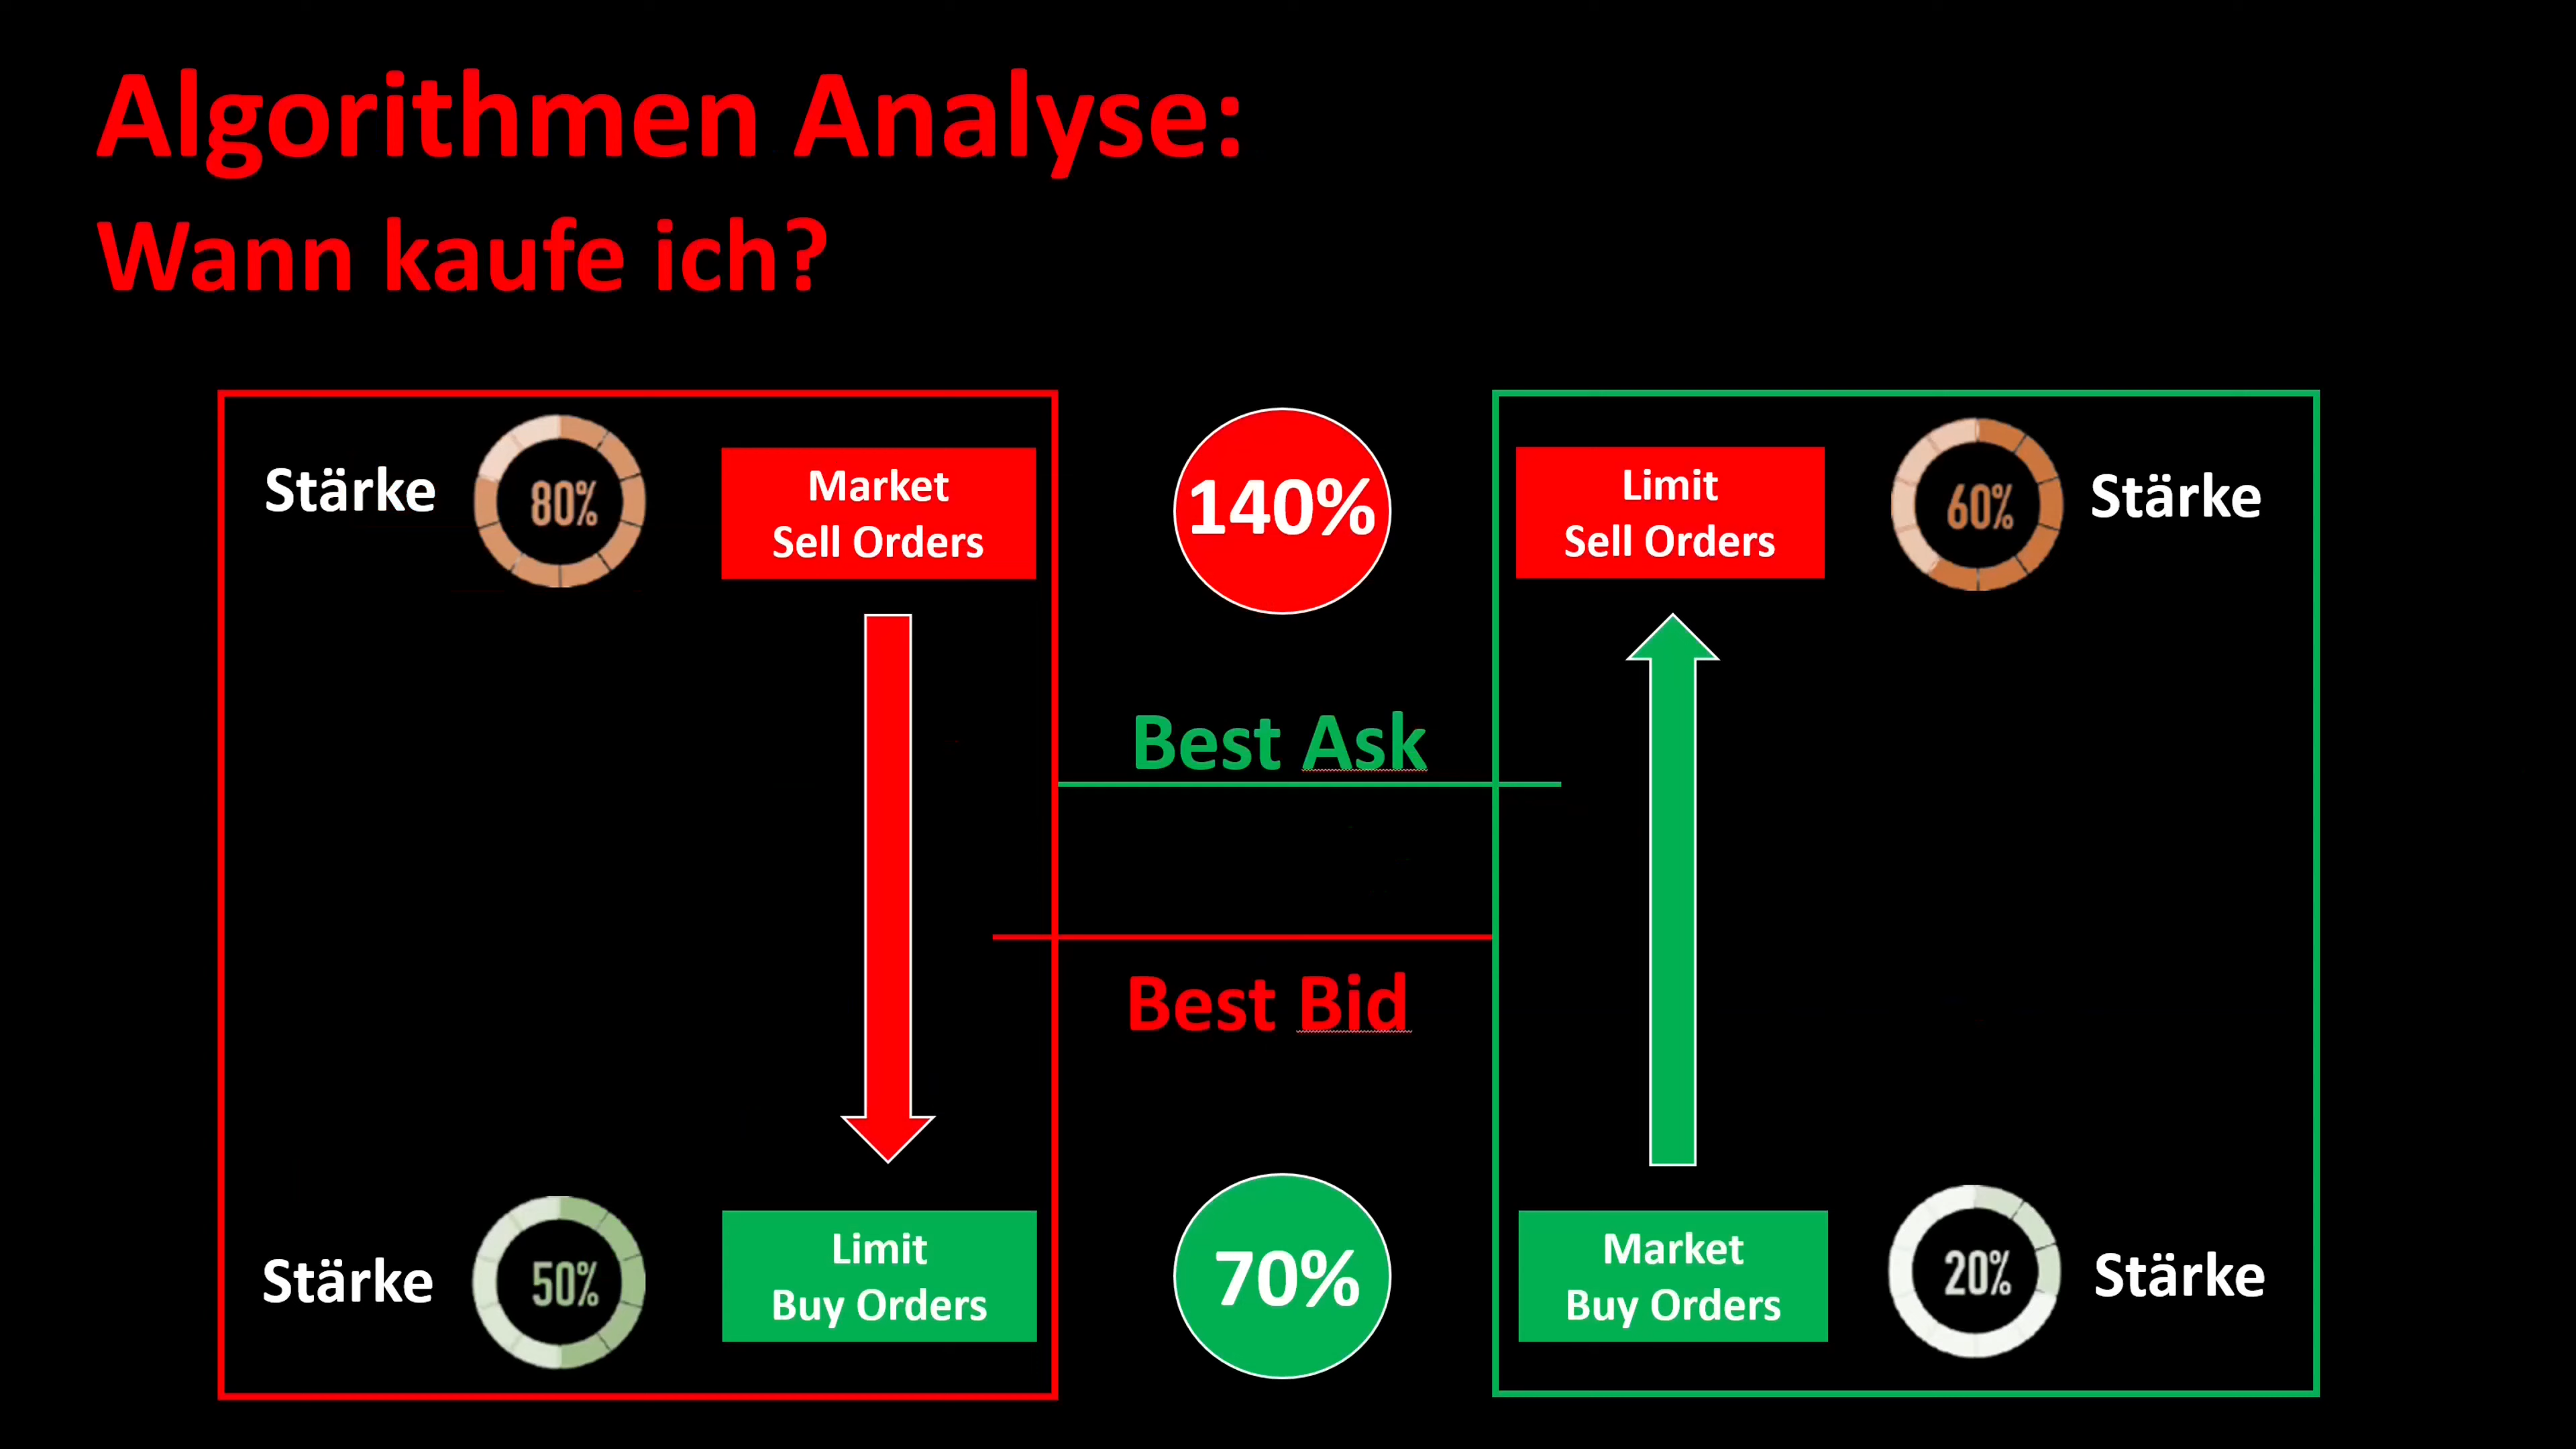 Algorithmen Analyse:
Wann kaufe ich?
Stärke
80%
Market
Sell Orders
140%
Limit
Sell Orders
60%
Stärke
Best Ask
Best Bid
Stärke
50%
Limit
Buy Orders
70%
Market
Buy Orders
20%
Stärke